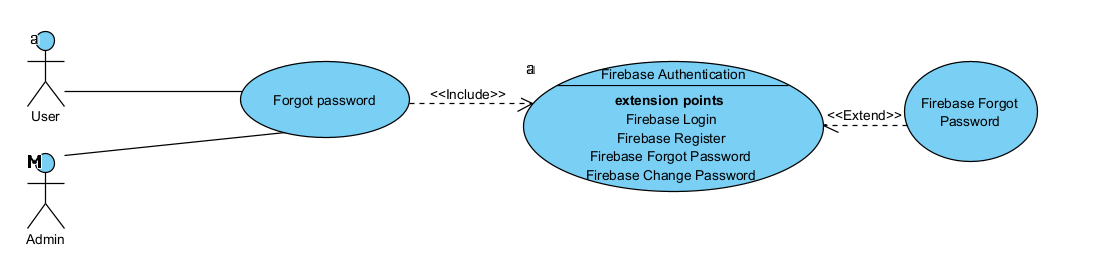 a
User
M
Admin
Forgot password
<<Include>>
a
Firebase Authentication
extension points
Firebase Login
Firebase Register
Firebase Forgot Password
Firebase Change Password
<<Extend>>
Firebase Forgot
Password